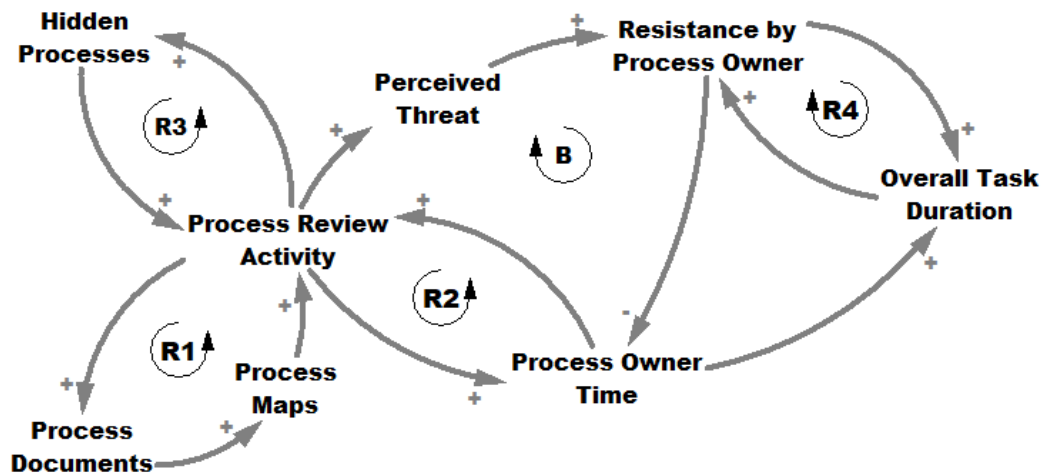 Hidden
Processes
+
R3
+
Perceived
Threat
+
+
Resistance by
Process Owner
+
R4
+
B
Overall Task
Duration
+
Process Review
Activity
+
R2
+
-
Process Owner
Time
+
R1
+
Process
Maps
+
Process
Documents
+